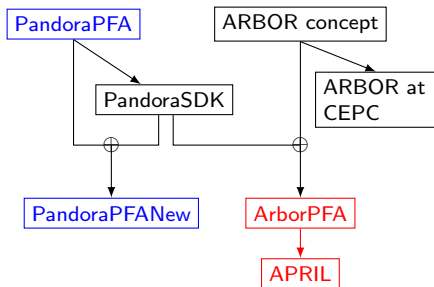 PandoraPFA
ARBOR concept
PandoraSDK
ARBOR at
CEPC
PandoraPFANew
ArborPFA
APRIL